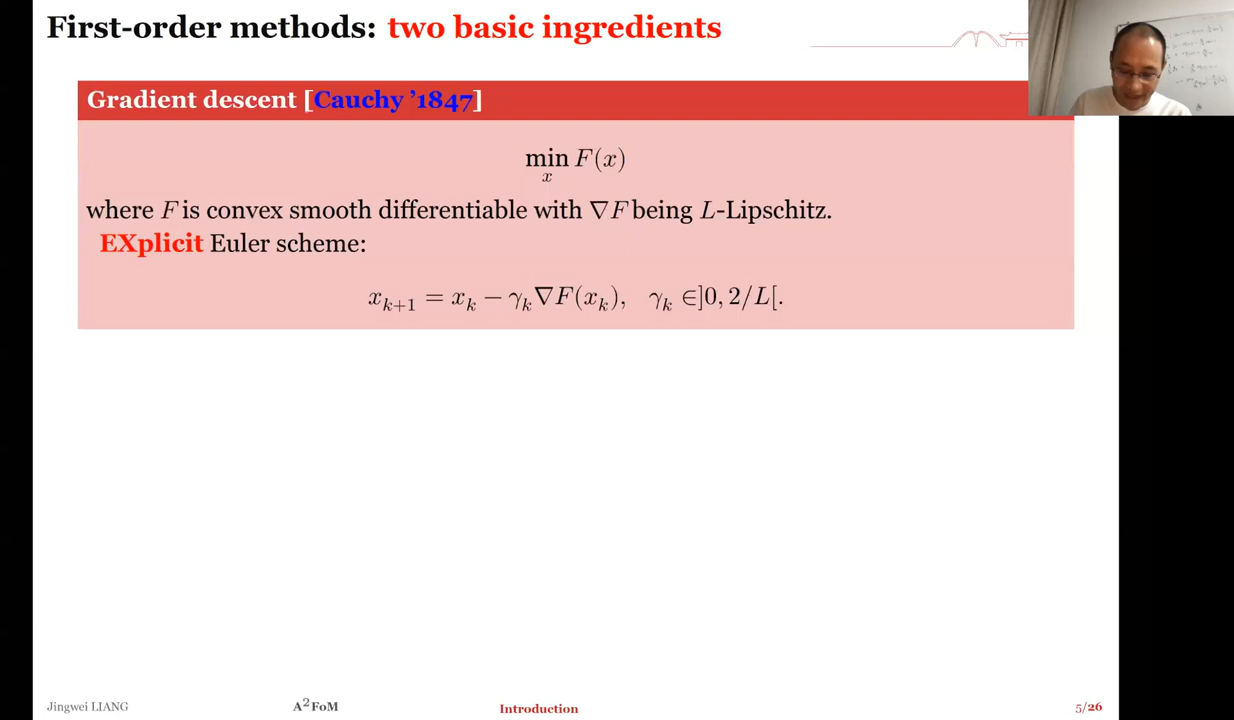 First-order methods: two basic ingredients
Gradient descent [Cauchy ’1847]
min F(x)
x
where F is convex smooth differentiable with ∇F being L-Lipschitz.
EXplicit Euler scheme:
x_{k+1} = x_k − γ_k∇F(x_k), γ_k ∈]0, 2/L[.
Jingwei LIANG
A²FoM
Introduction
5/26